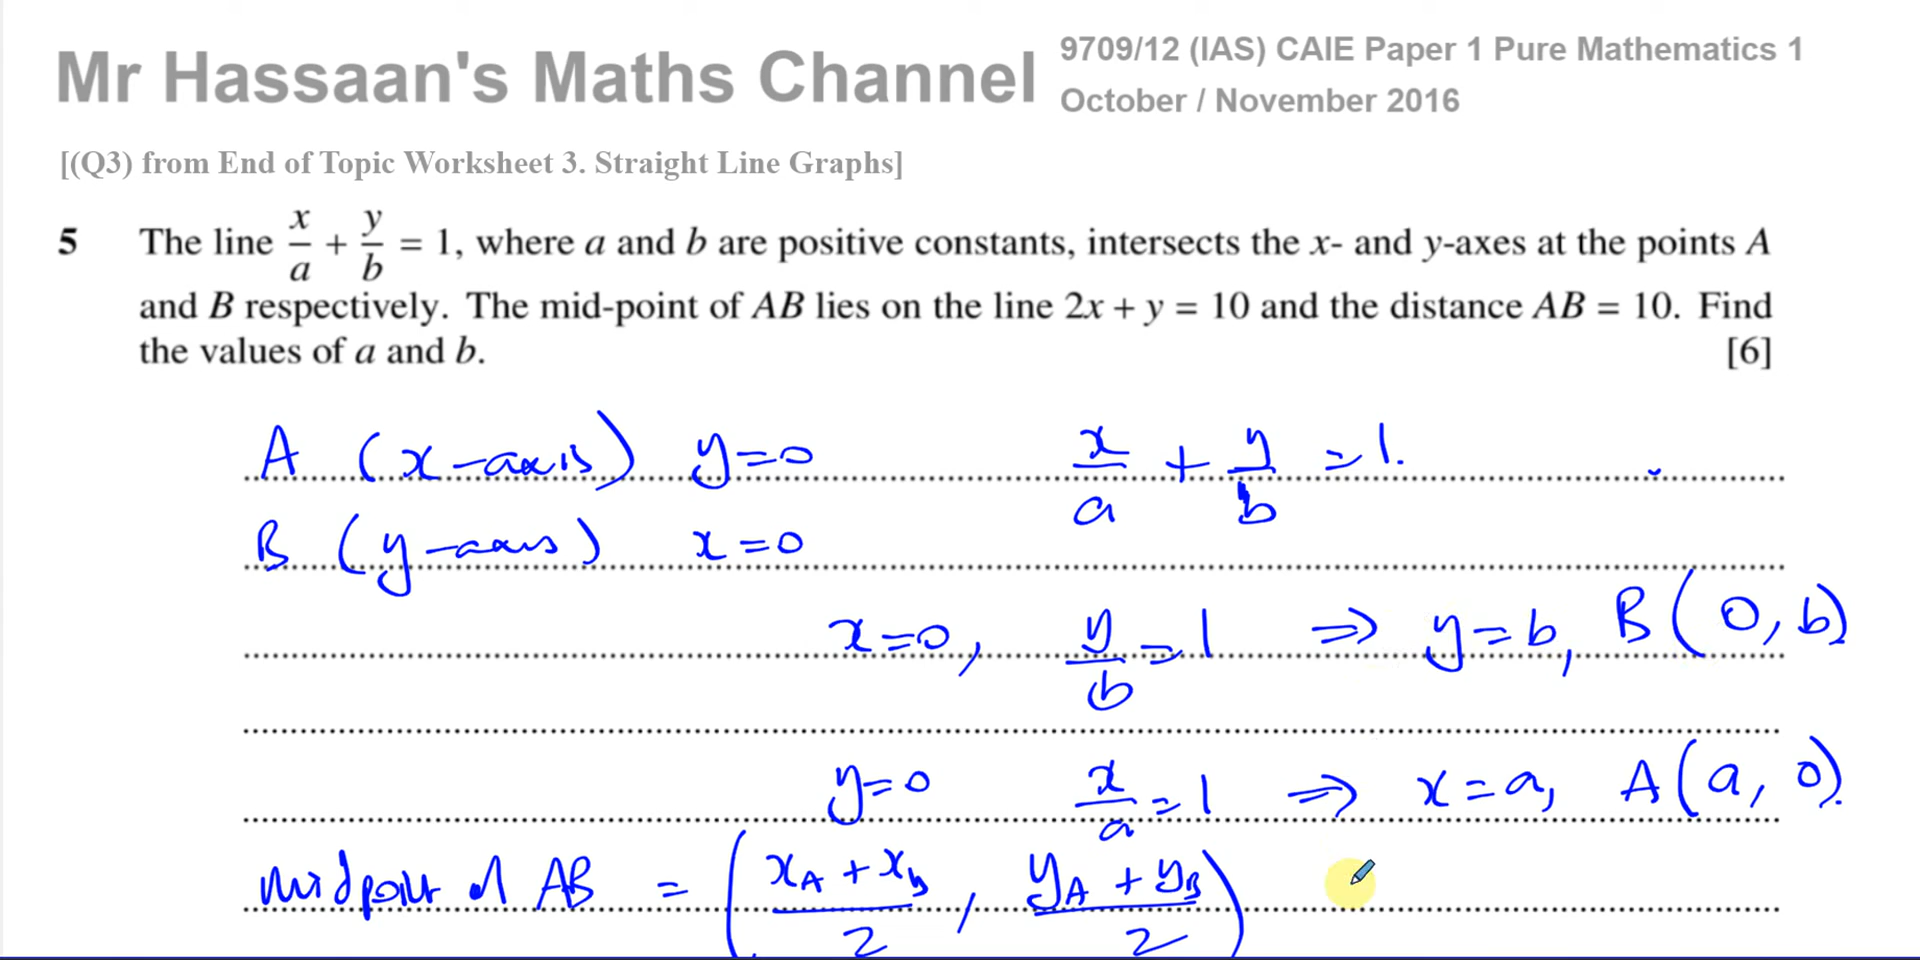 Mr Hassaan's Maths Channel
9709/12 (IAS) CAIE Paper 1 Pure Mathematics 1
October / November 2016
[(Q3) from End of Topic Worksheet 3. Straight Line Graphs]
5 The line x/a + y/b = 1, where a and b are positive constants, intersects the x- and y-axes at the points A
and B respectively. The mid-point of AB lies on the line 2x + y = 10 and the distance AB = 10. Find
the values of a and b. [6]
A (x-axis) y=0 x/a + y/b = 1.
B (y-axis) x=0
x=0, y/b = 1 ⇒ y=b, B(0, b)
y=0 x/a = 1 ⇒ x=a, A(a, 0).
Midpoint of AB = (x_A + x_B / 2, y_A + y_B / 2)